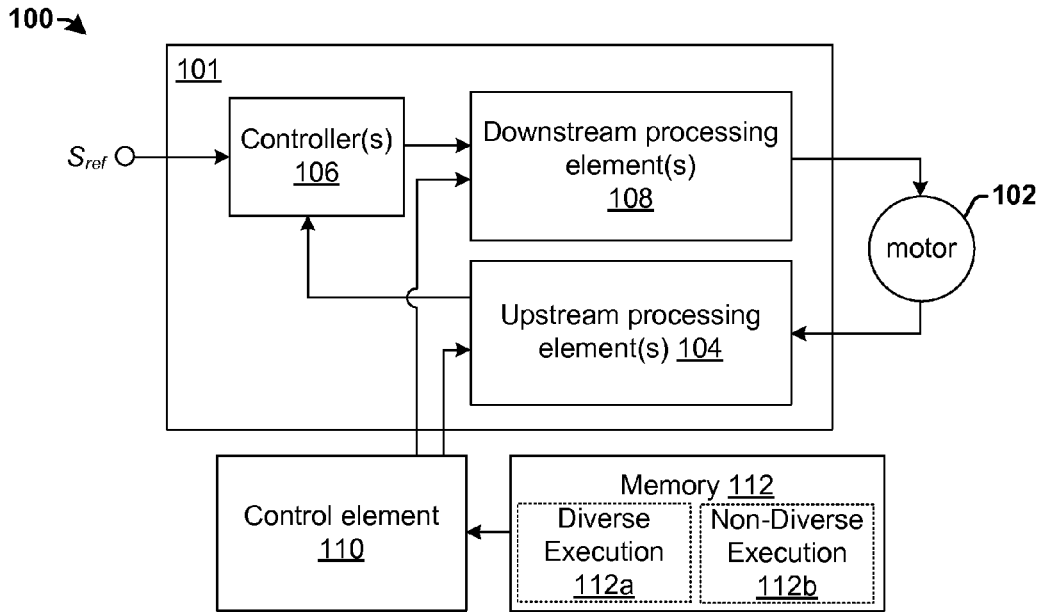 100
101
Controller(s)
106
Downstream processing
element(s)
108
Sref
102
motor
Upstream processing
element(s) 104
Control element
110
Memory 112
Diverse
Execution
112a
Non-Diverse
Execution
112b